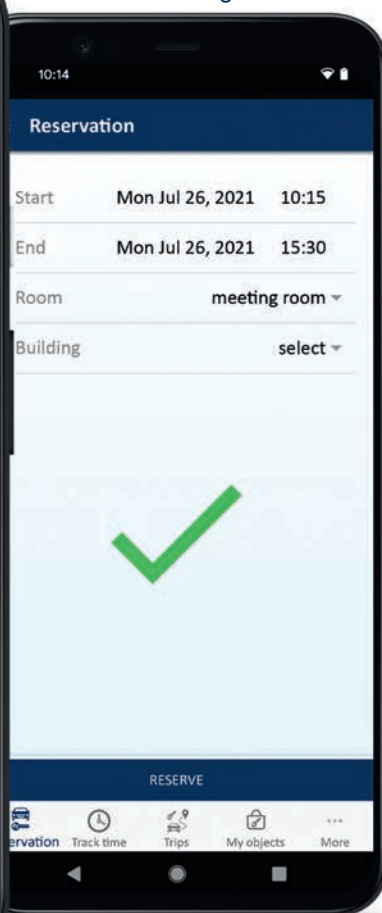 10:14
Reservation
Start Mon Jul 26, 2021 10:15
End Mon Jul 26, 2021 15:30
Room meeting room
Building select
RESERVE
ervation Track time Trips My objects More